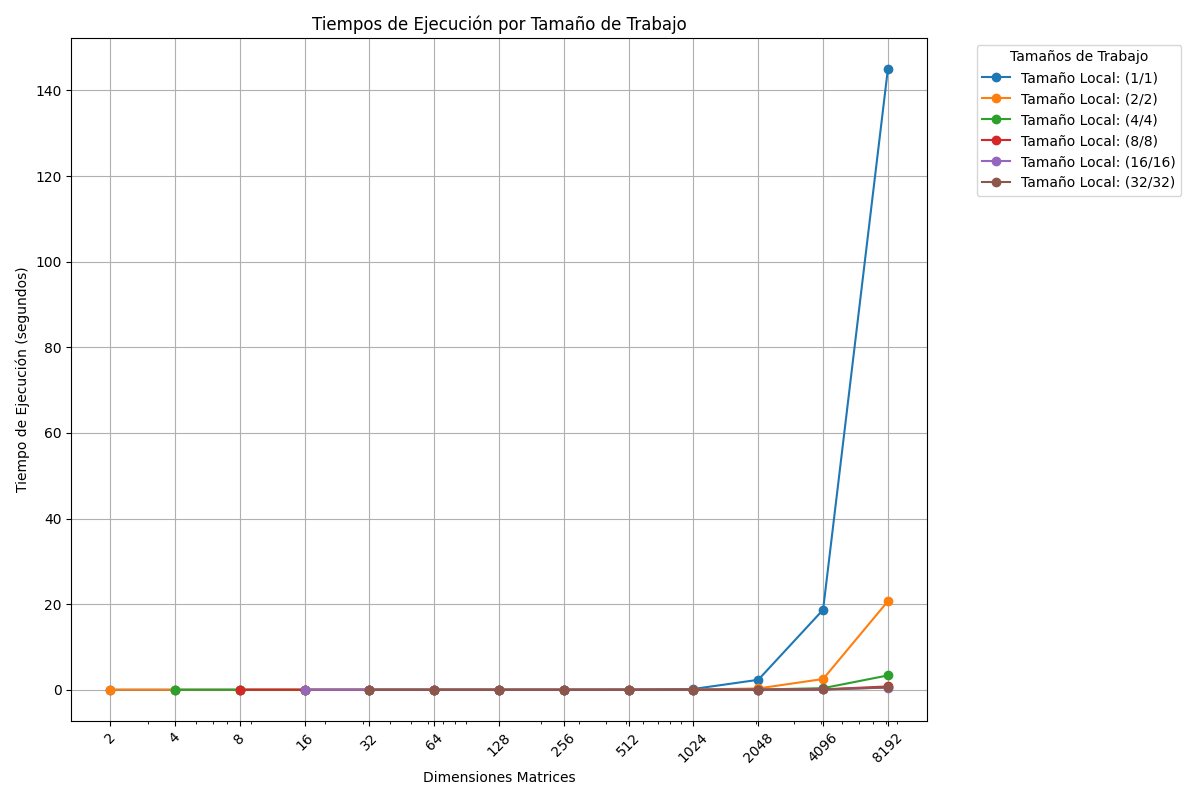 Tiempos de Ejecución por Tamaño de Trabajo
Tiempo de Ejecución (segundos)
140
120
100
80
60
40
20
0
2
4
8
16
32
64
128
256
512
1024
2048
4096
8192
Dimensiones Matrices
Tamaños de Trabajo
Tamaño Local: (1/1)
Tamaño Local: (2/2)
Tamaño Local: (4/4)
Tamaño Local: (8/8)
Tamaño Local: (16/16)
Tamaño Local: (32/32)